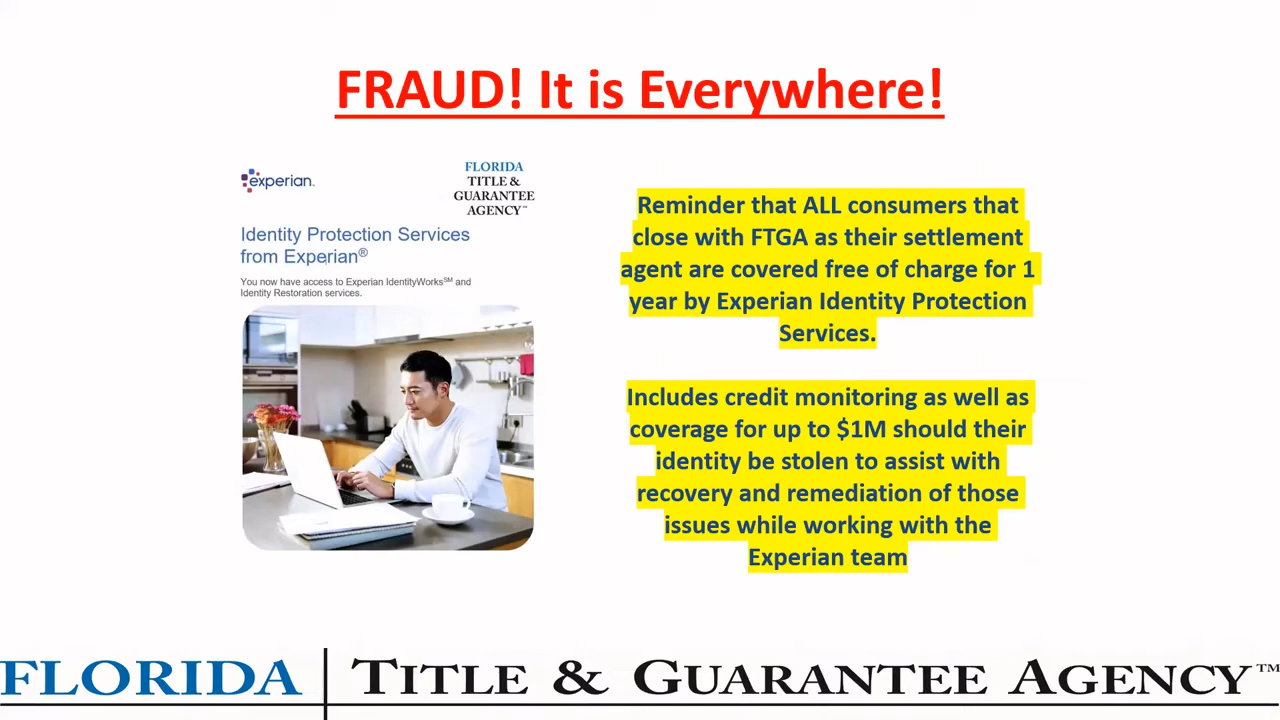 FRAUD! It is Everywhere!
experian.
FLORIDA
TITLE &
GUARANTEE
AGENCY™
Identity Protection Services
from Experian®
You now have access to Experian IdentityWorksSM and
Identity Restoration services.
Reminder that ALL consumers that
close with FTGA as their settlement
agent are covered free of charge for 1
year by Experian Identity Protection
Services.
Includes credit monitoring as well as
coverage for up to $1M should their
identity be stolen to assist with
recovery and remediation of those
issues while working with the
Experian team
FLORIDA TITLE & GUARANTEE AGENCY™